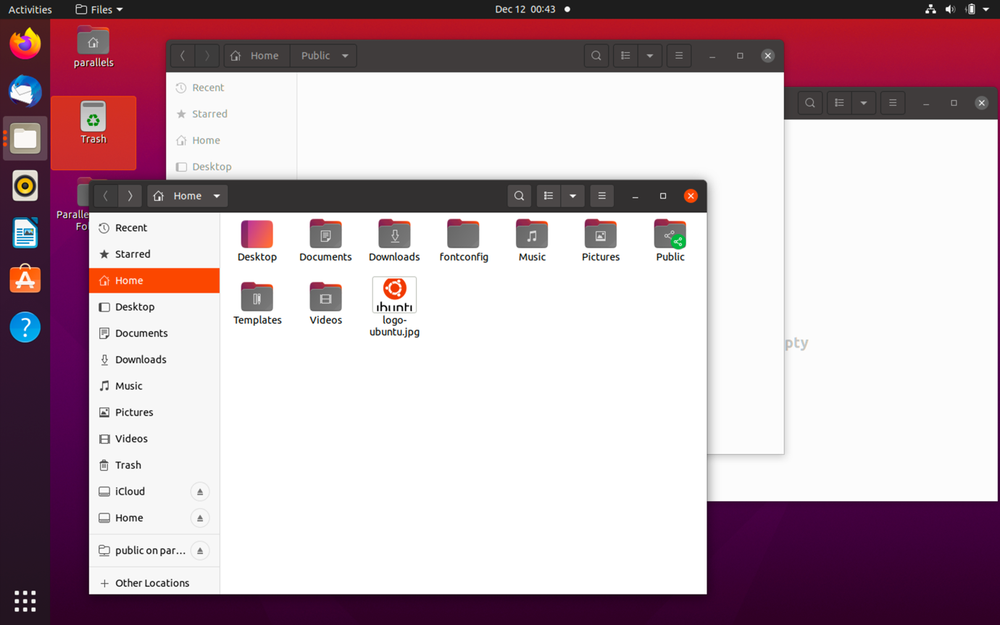 Activities
Files
Dec 12 00:43
parallels
Trash
Paralle
Fo
Home
Public
Recent
Starred
Home
Desktop
pty
Home
Recent
Starred
Home
Desktop
Documents
Downloads
Music
Pictures
Videos
Trash
iCloud
Home
public on par...
Other Locations
Desktop
Documents
Downloads
fontconfig
Music
Pictures
Public
Templates
Videos
logo-
ubuntu.jpg